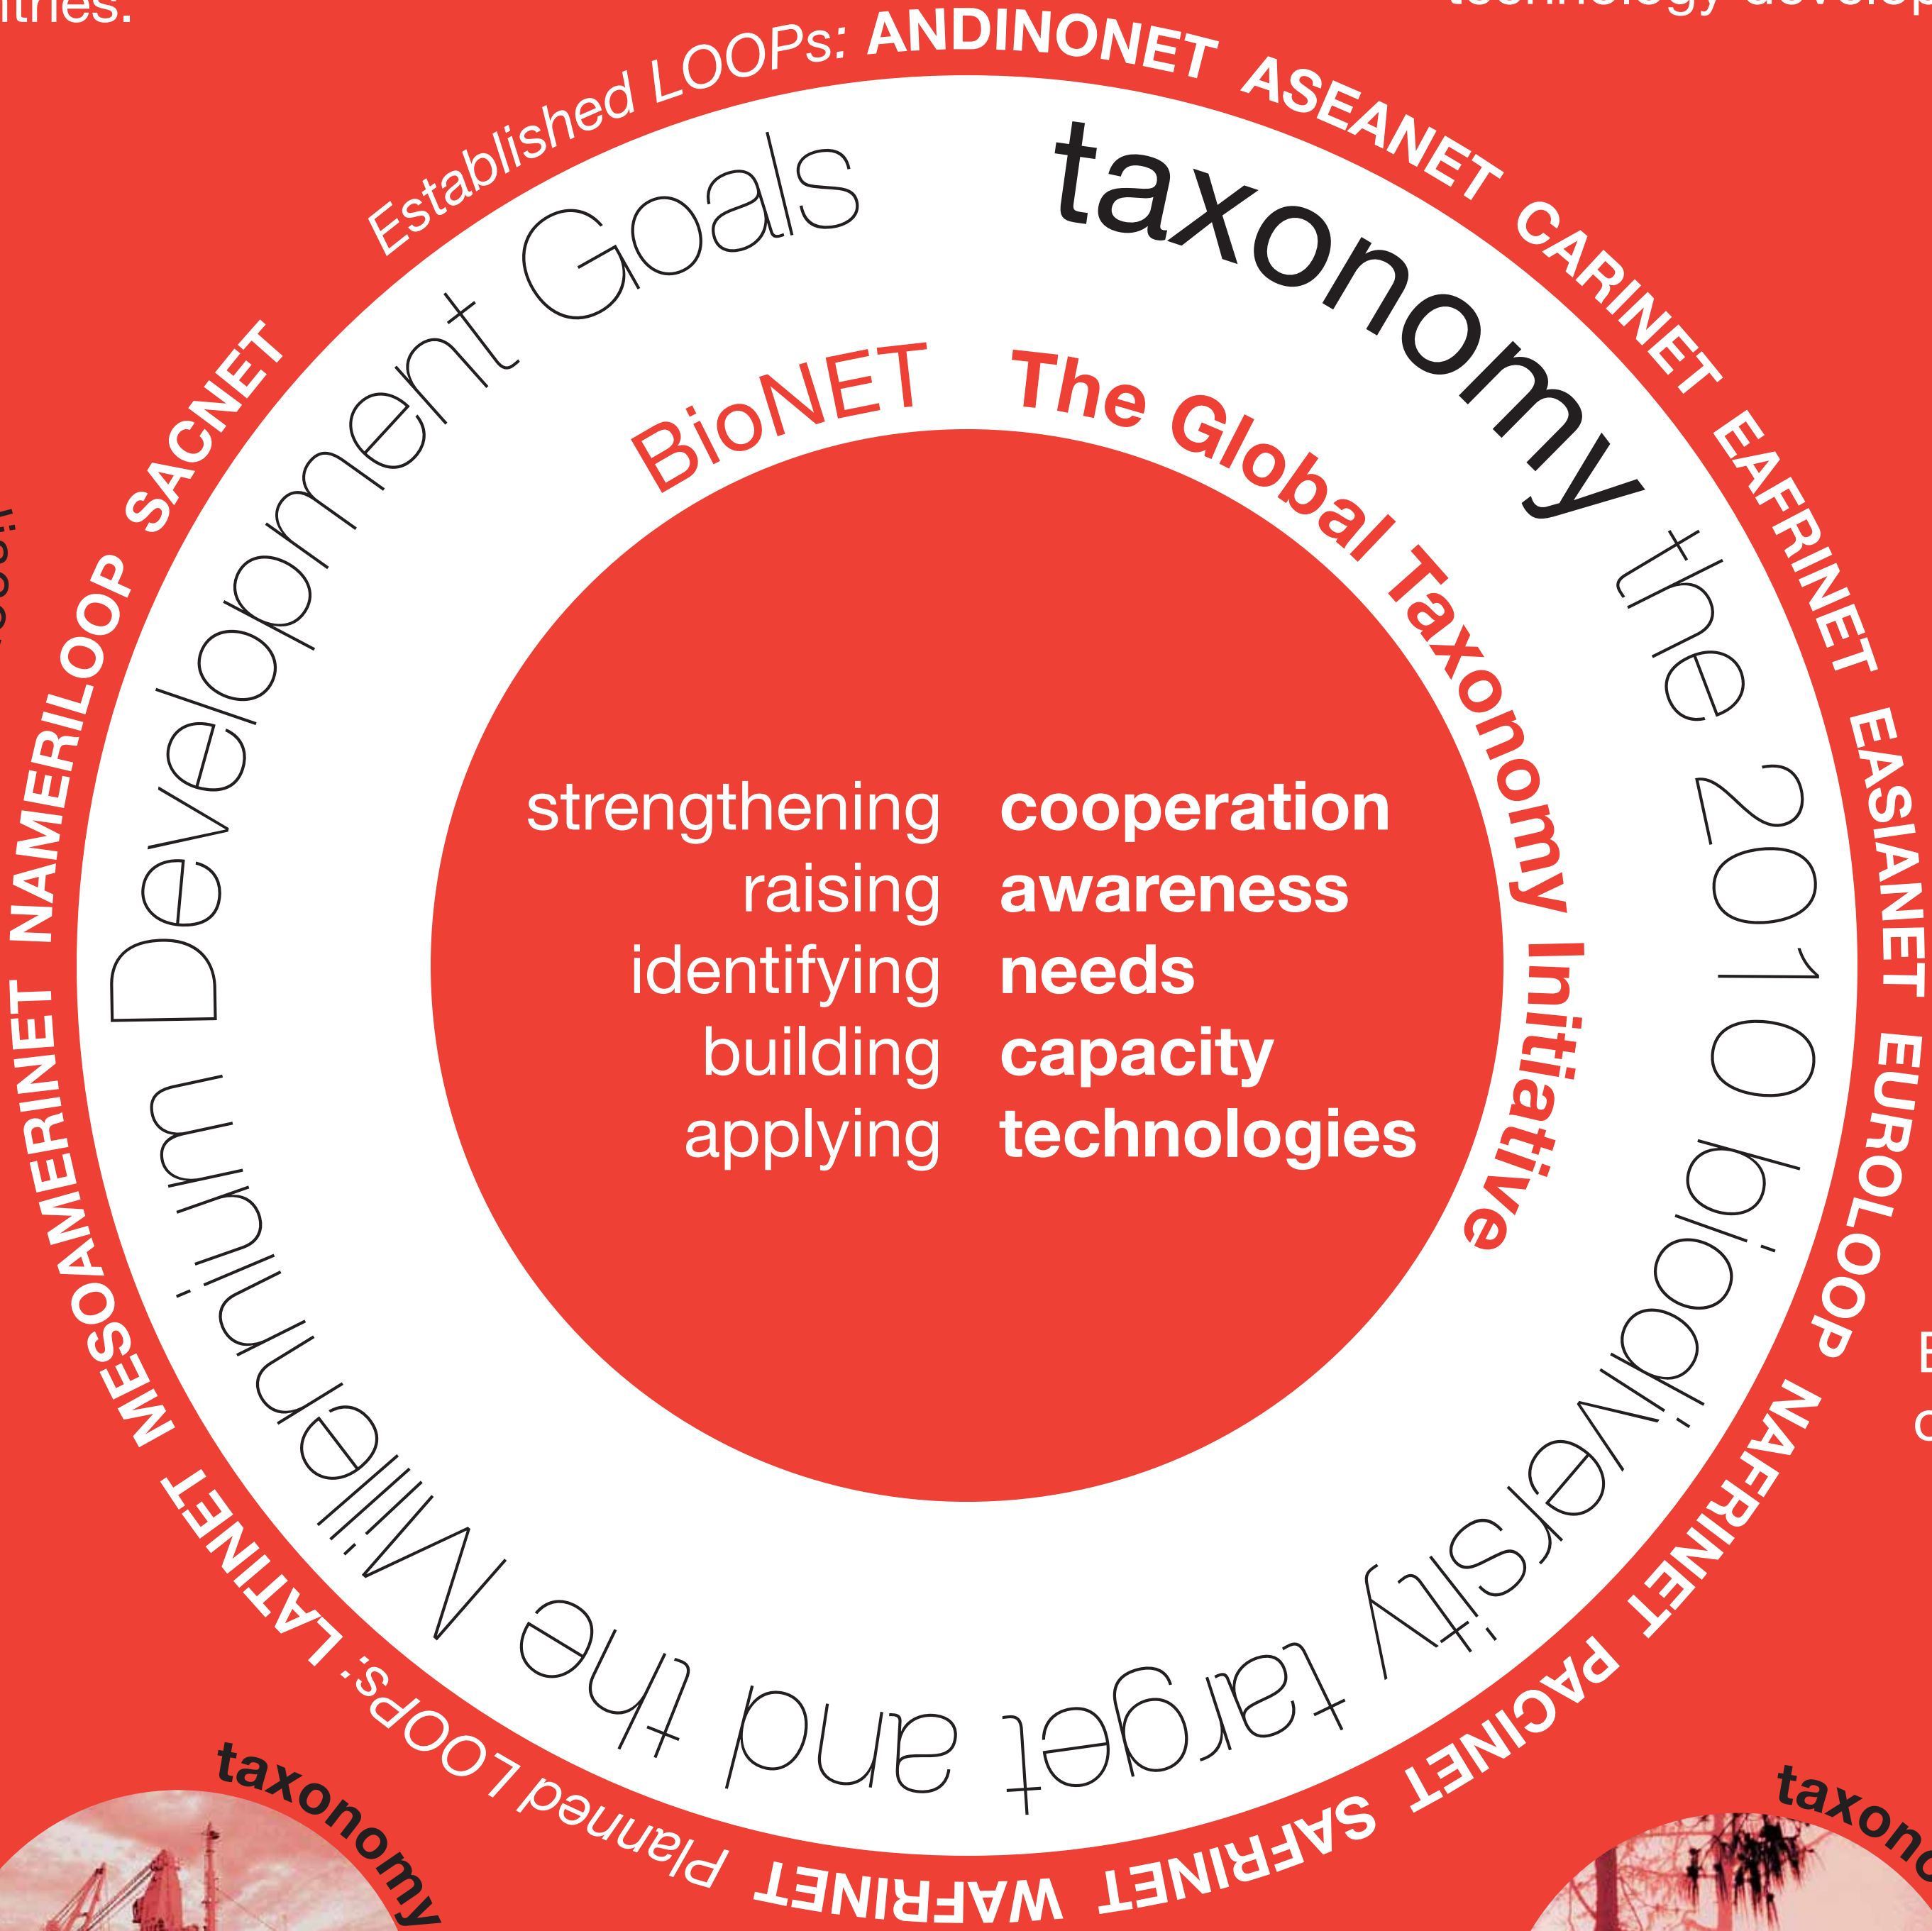 Established LOOPs: ANDINONET ASEANET CARINET EAFRINET EASIANET EUROLOOP NAFRINET PACINET SAFRINET WAFRINET
Planned LOOPs: LATINET MESOAMERINET NAMERILOOP SACNET
taxonomy the 2010 biodiversity target and the Millennium Development Goals
BioNET The Global Taxonomy Initiative
strengthening cooperation
raising awareness
identifying needs
building capacity
applying technologies
taxonomy